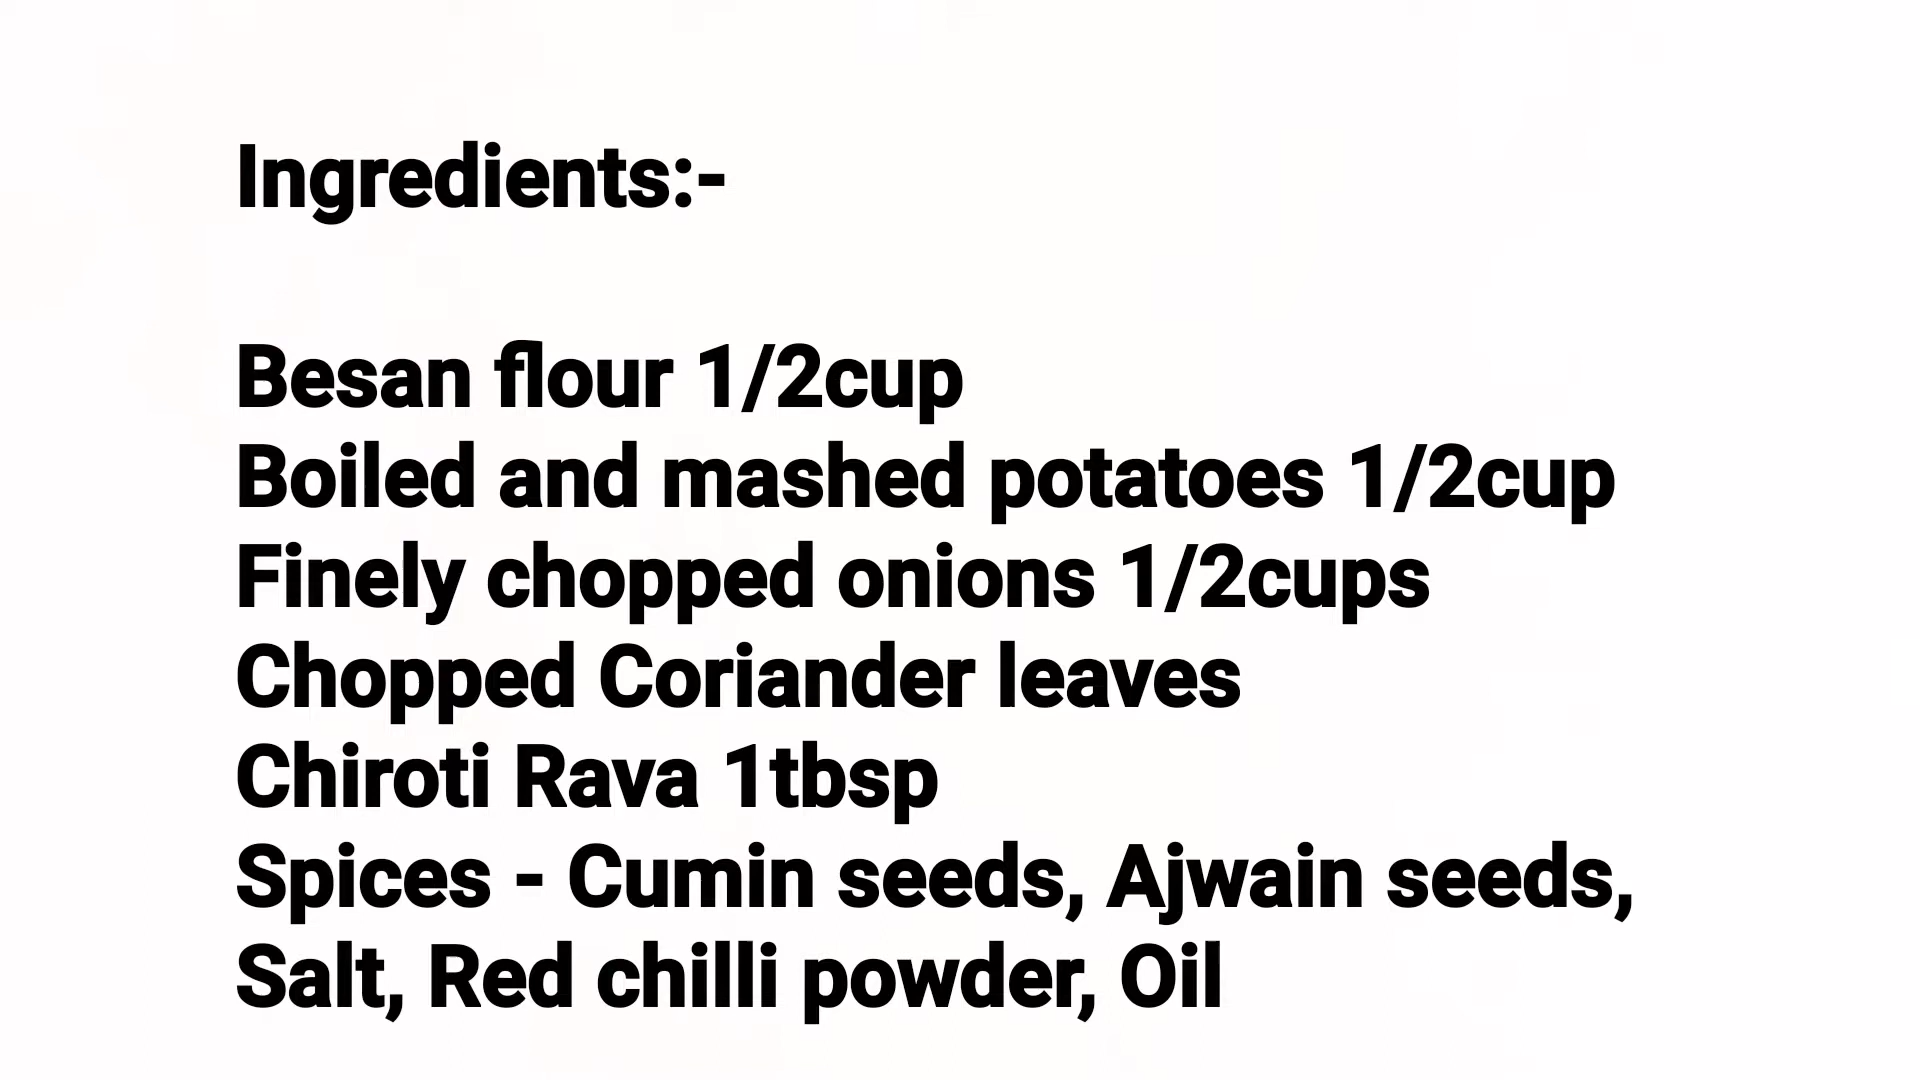 Ingredients:-
Besan flour 1/2cup
Boiled and mashed potatoes 1/2cup
Finely chopped onions 1/2cups
Chopped Coriander leaves
Chiroti Rava 1tbsp
Spices - Cumin seeds, Ajwain seeds,
Salt, Red chilli powder, Oil